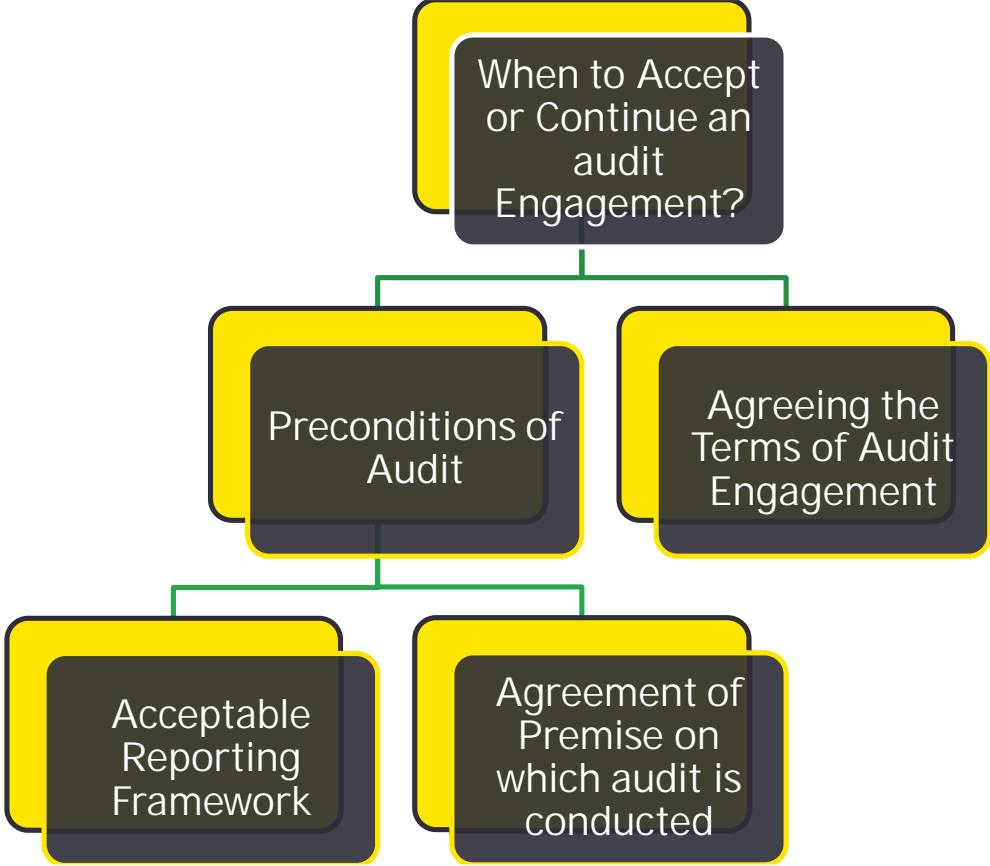 When to Accept
or Continue an
audit
Engagement?
Preconditions of
Audit
Agreeing the
Terms of Audit
Engagement
Acceptable
Reporting
Framework
Agreement of
Premise on
which audit is
conducted